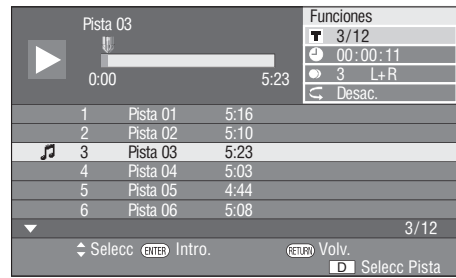 Pista 03
0:00 5:23
Funciones
T 3/12
00:00:11
3 L+R
Desac.
1 Pista 01 5:16
2 Pista 02 5:10
3 Pista 03 5:23
4 Pista 04 5:03
5 Pista 05 4:44
6 Pista 06 5:08
3/12
Selecc ENTER Intro. RETURN Volv.
D Selecc Pista